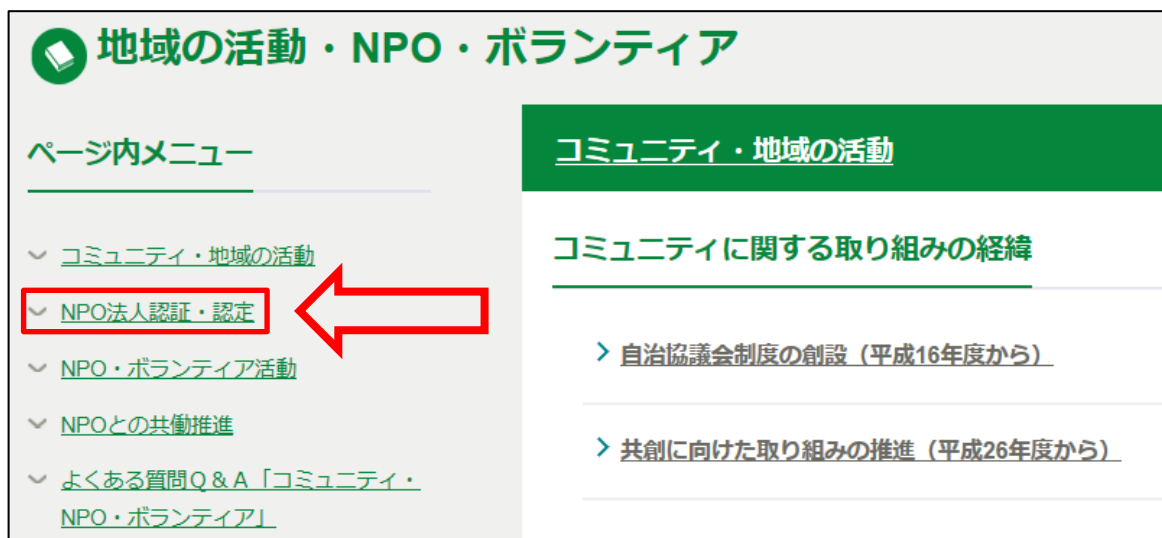 地域の活動・NPO・ボランティア
ページ内メニュー
コミュニティ・地域の活動
NPO法人認証・認定
NPO・ボランティア活動
NPOとの共働推進
よくある質問Q＆A「コミュニティ・
NPO・ボランティア」
コミュニティ・地域の活動
コミュニティに関する取り組みの経緯
自治協議会制度の創設（平成16年度から）
共創に向けた取り組みの推進（平成26年度から）